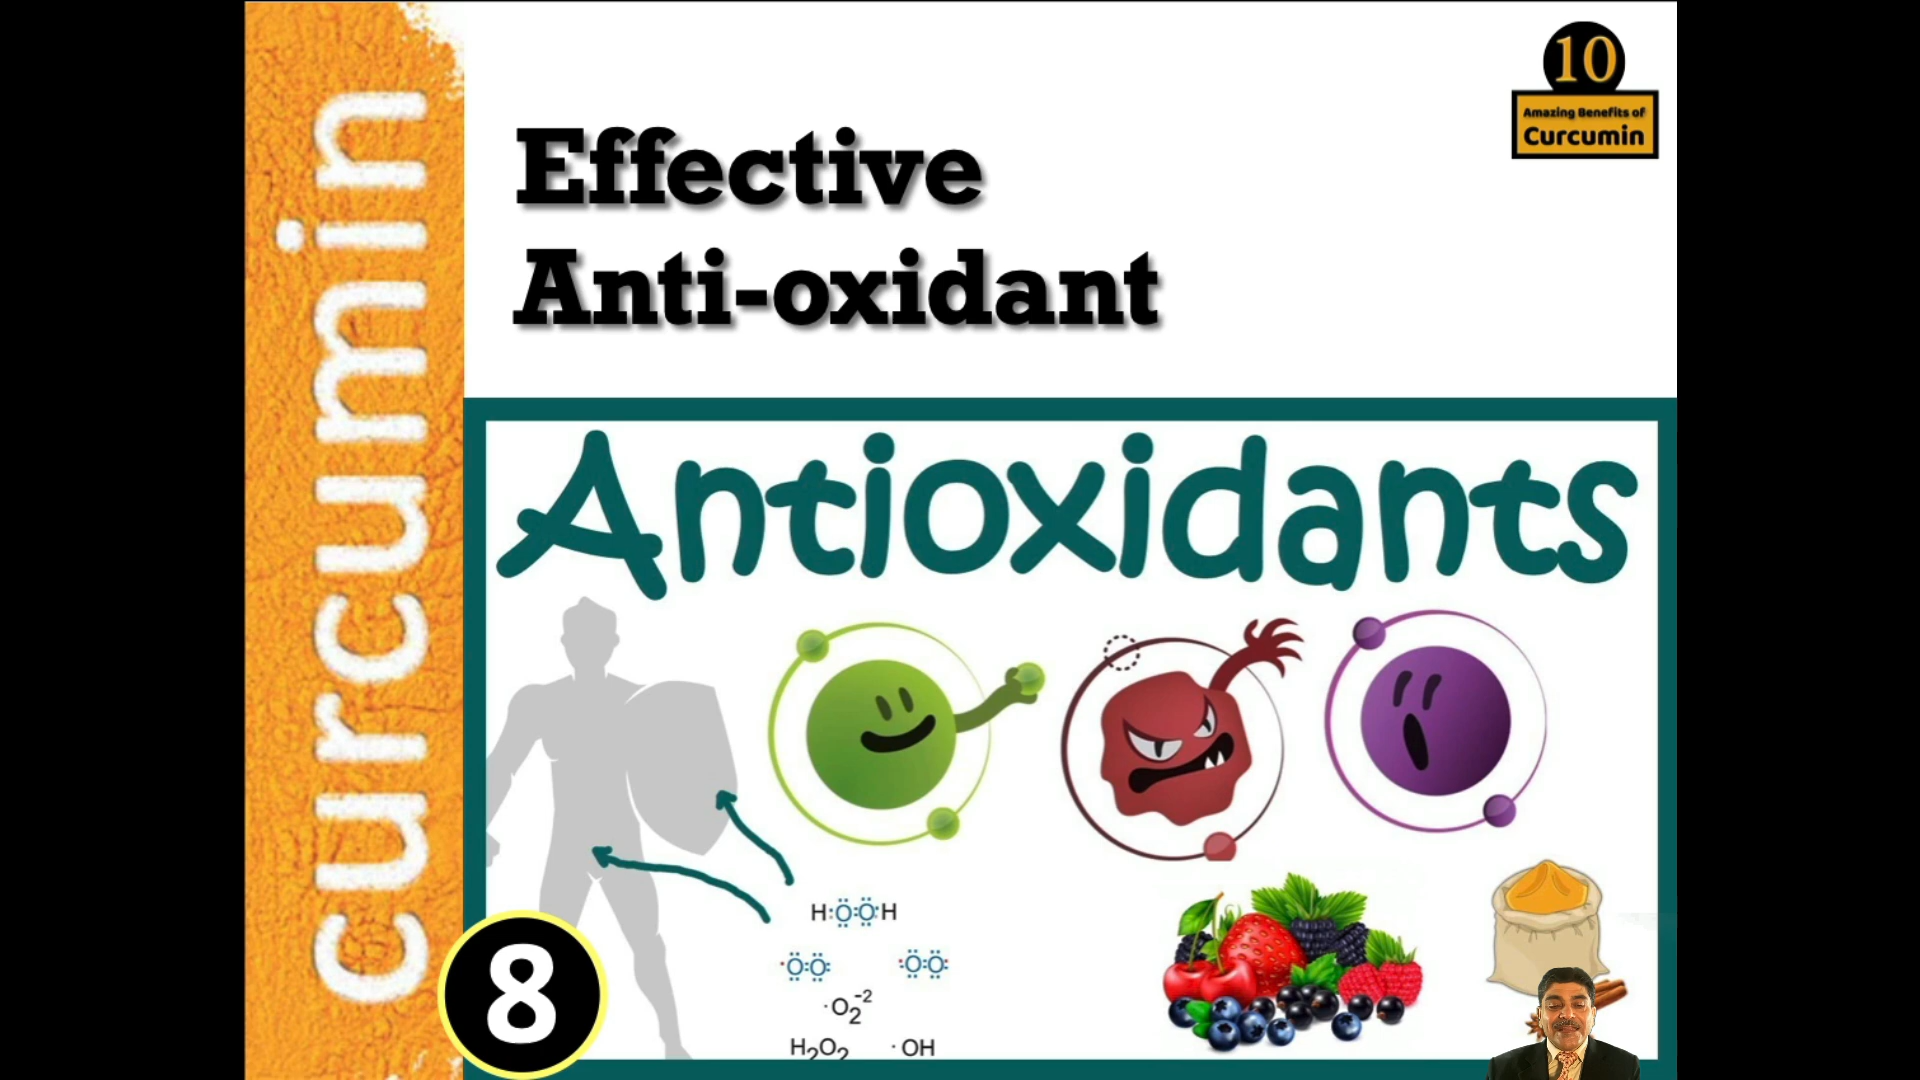 curcumin
10
Amazing Benefits of
Curcumin
Effective
Anti-oxidant
Antioxidants
H:Ö:Ö:H
·Ö:Ö:
:Ö:Ö:
·O₂⁻²
H₂O₂ ·OH
8